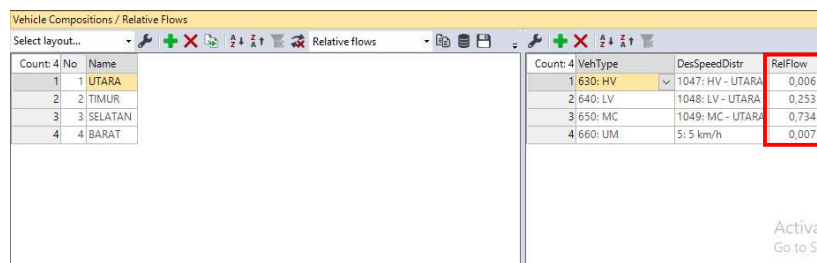 Vehicle Compositions / Relative Flows
Select layout... Relative flows
Count: 4 No Name
1 1 UTARA
2 2 TIMUR
3 3 SELATAN
4 4 BARAT
Count: 4 VehType DesSpeedDistr RelFlow
1 630: HV 1047: HV - UTARA 0,006
2 640: LV 1048: LV - UTARA 0,253
3 650: MC 1049: MC - UTARA 0,734
4 660: UM 5: 5 km/h 0,007
Activa
Go to S